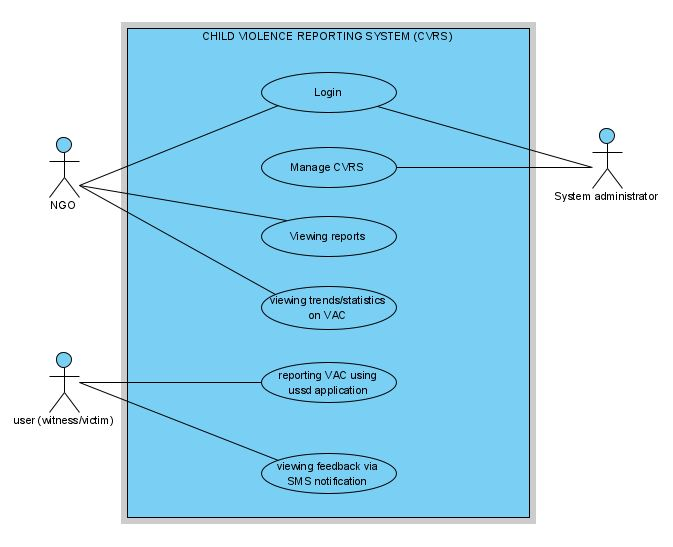 CHILD VIOLENCE REPORTING SYSTEM (CVRS)
Login
Manage CVRS
NGO
System administrator
Viewing reports
viewing trends/statistics
on VAC
reporting VAC using
ussd application
user (witness/victim)
viewing feedback via
SMS notification